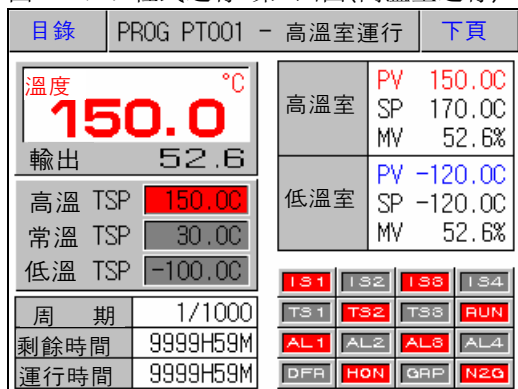 目錄 PROG PT001 - 高溫室運行 下頁
溫度 °C
150.0
輸出 52.6
高溫 TSP 150.0C
常溫 TSP 30.0C
低溫 TSP -100.0C
周 期 1/1000
剩餘時間 9999H59M
運行時間 9999H59M
高溫室
PV 150.0C
SP 170.0C
MV 52.6%
低溫室
PV -120.0C
SP -120.0C
MV 52.6%
IS1 IS2 IS3 IS4
TS1 TS2 TS3 RUN
AL1 AL2 AL3 AL4
DFR HON GRP N2G